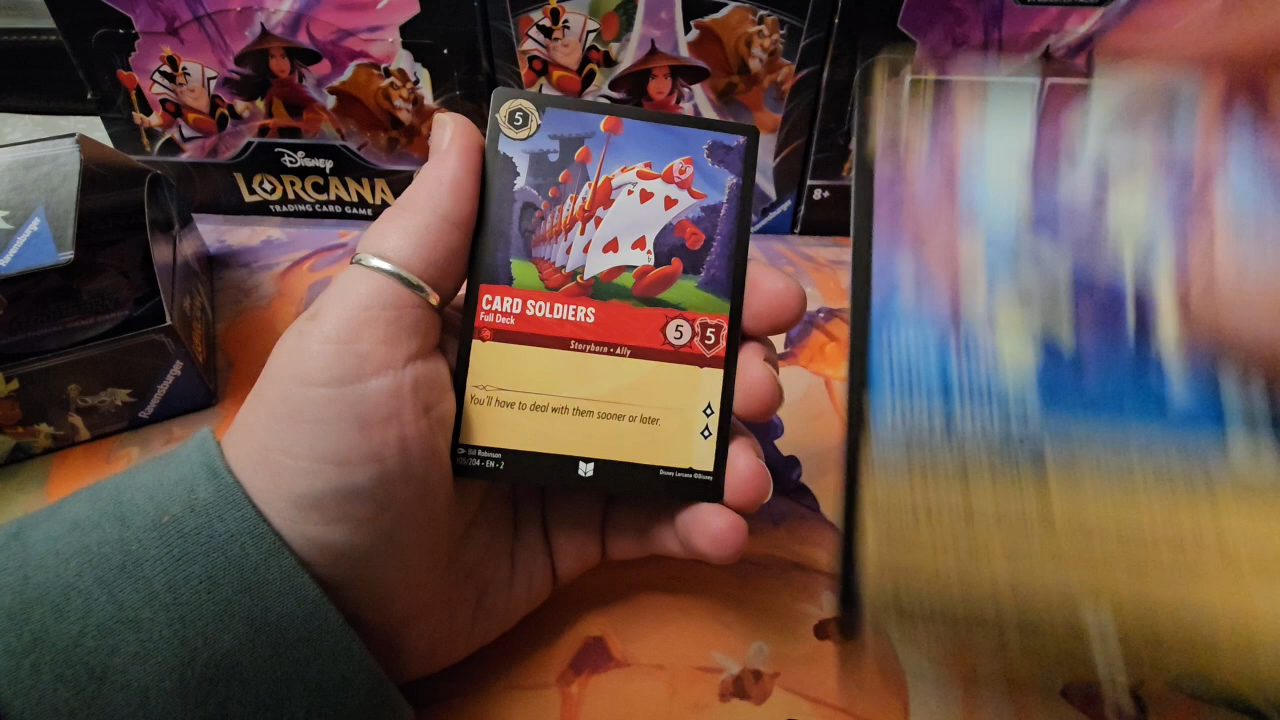 DISNEY
LORCANA
TRADING CARD GAME
8+
Ravensburger
Ravensburger
5
CARD SOLDIERS
Full Deck
5 5
Storyborn • Ally
You'll have to deal with them sooner or later.
Bill Robinson
/204 • EN • 2
Disney Lorcana ©Disney